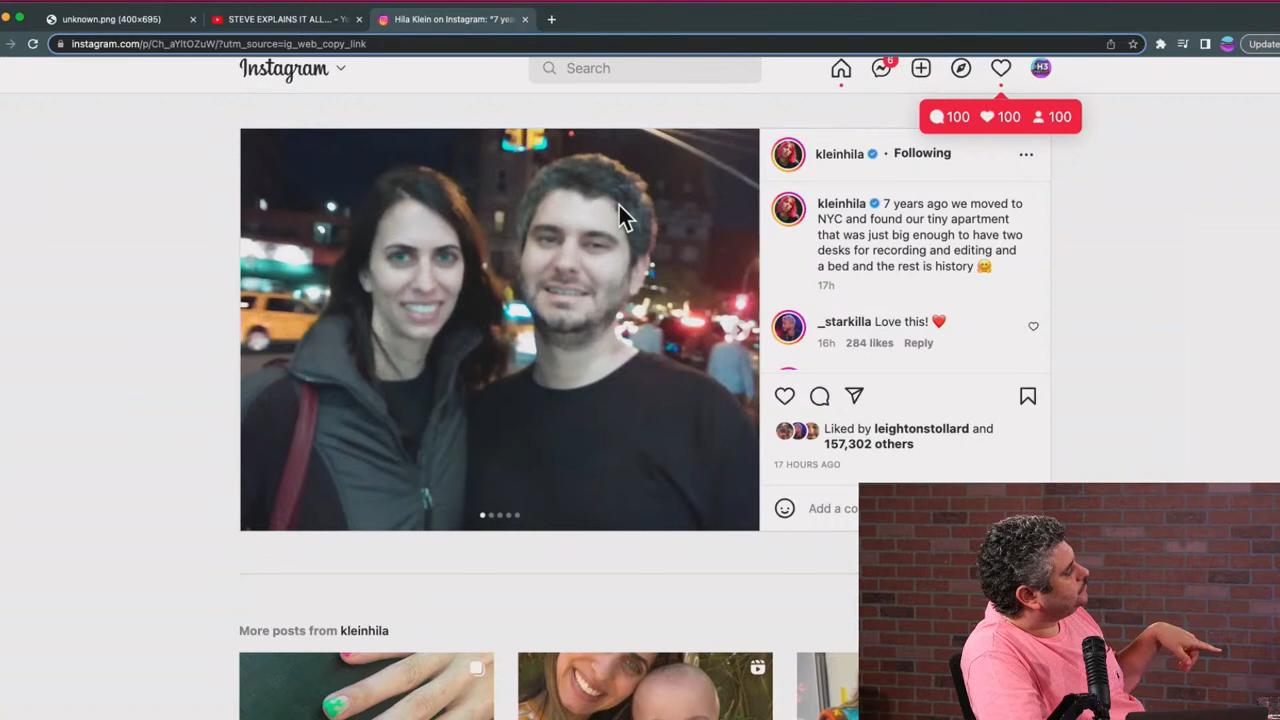 unknown.png (400×695)
STEVE EXPLAINS IT ALL... - Yo
Hila Klein on Instagram: "7 yea
instagram.com/p/Ch_aYltOZuW/?utm_source=ig_web_copy_link
Update
Instagram
Search
6
H3
100 100 100
kleinhila • Following
kleinhila 7 years ago we moved to
NYC and found our tiny apartment
that was just big enough to have two
desks for recording and editing and
a bed and the rest is history 🤗
17h
_starkilla Love this! ❤️
16h 284 likes Reply
Liked by leightonstollard and
157,302 others
17 HOURS AGO
Add a co
More posts from kleinhila